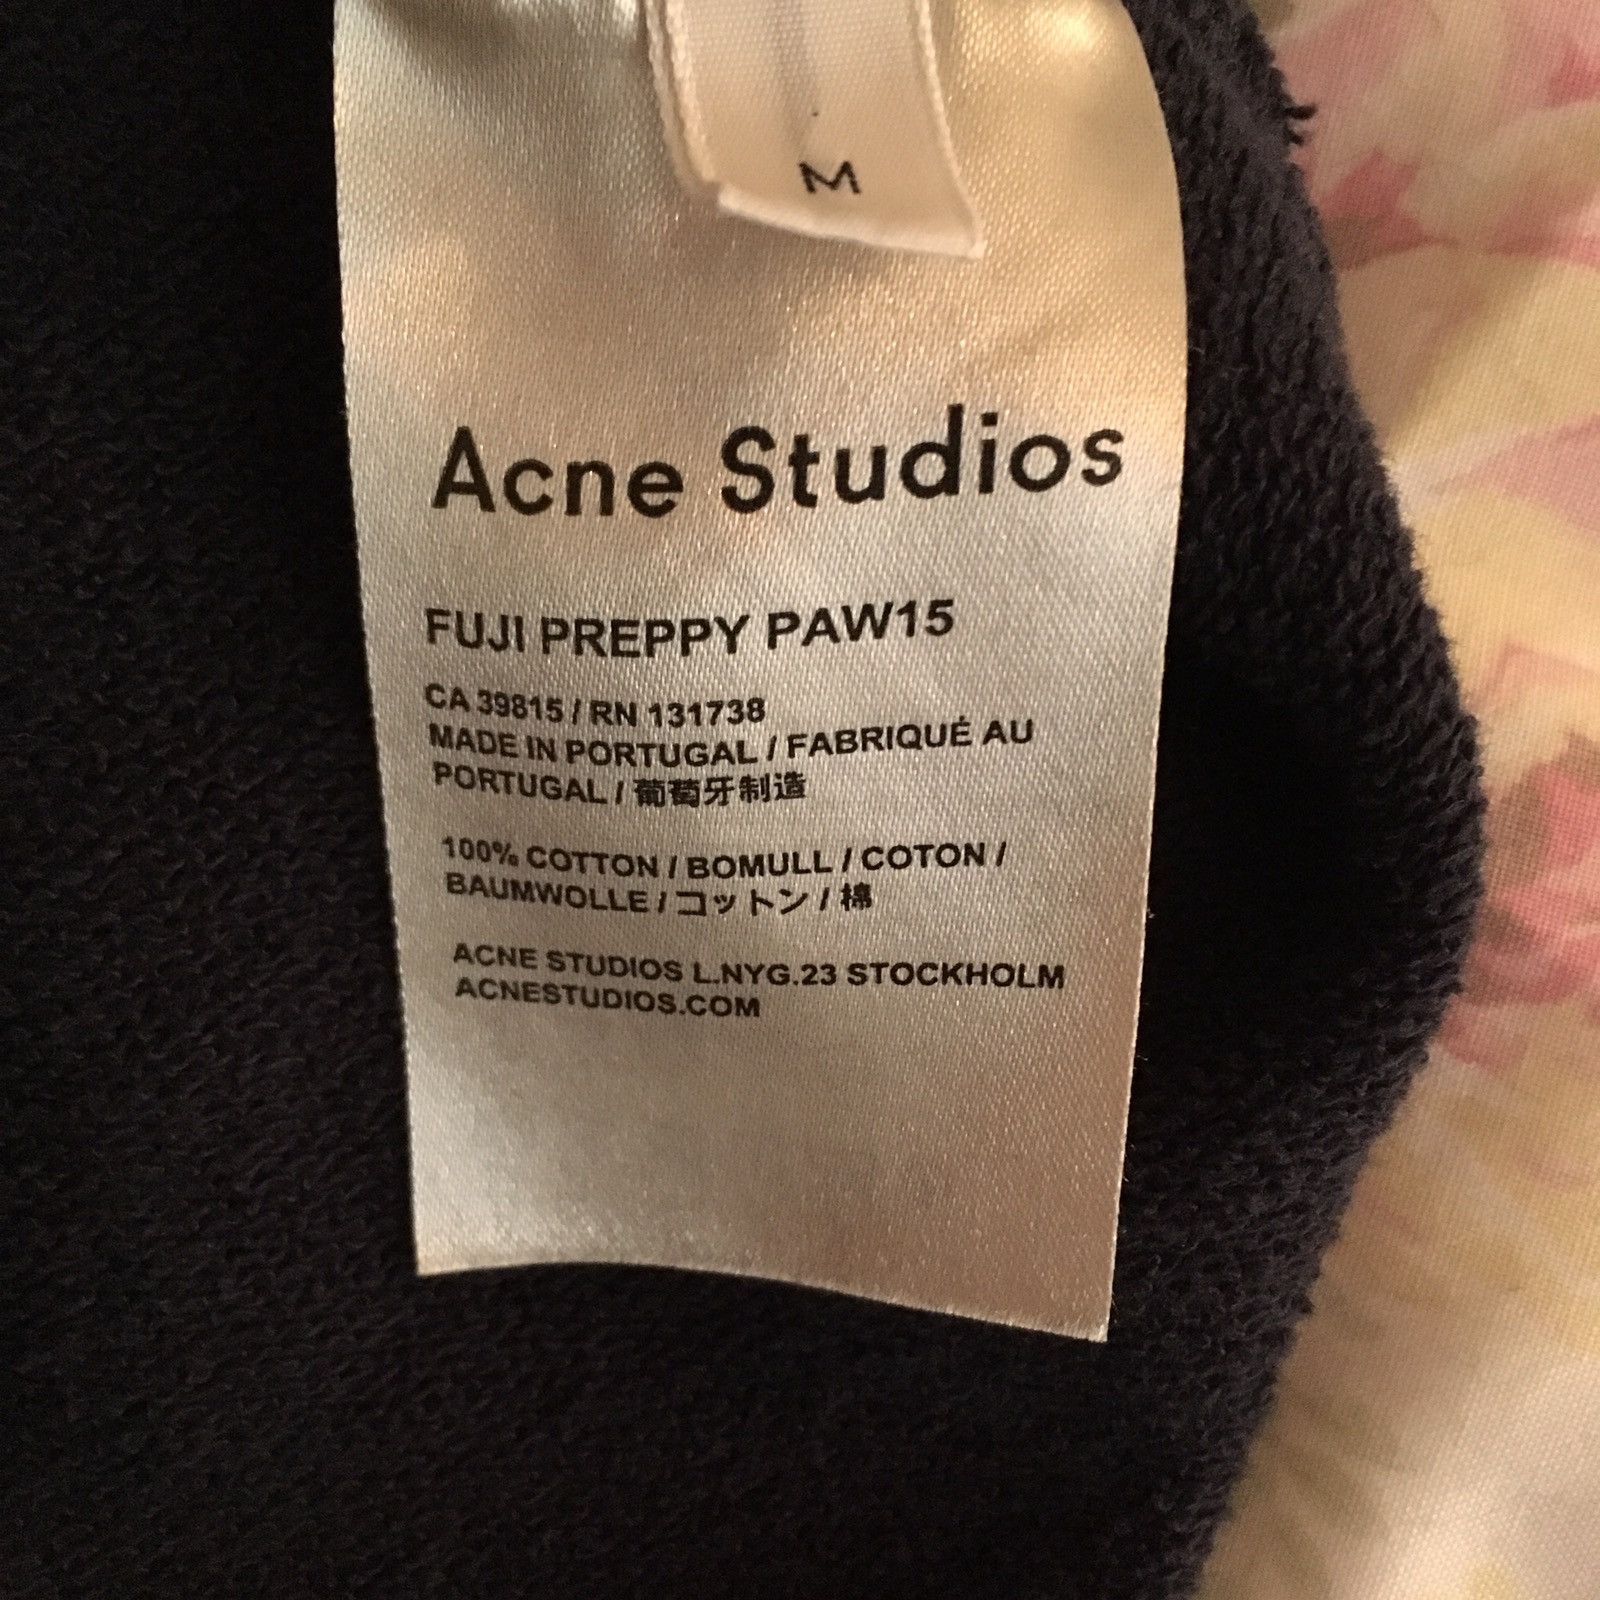 M
Acne Studios
FUJI PREPPY PAW15
CA 39815 / RN 131738
MADE IN PORTUGAL / FABRIQUÉ AU
PORTUGAL / 葡萄牙制造
100% COTTON / BOMULL / COTON /
BAUMWOLLE / コットン / 棉
ACNE STUDIOS L.NYG.23 STOCKHOLM
ACNESTUDIOS.COM